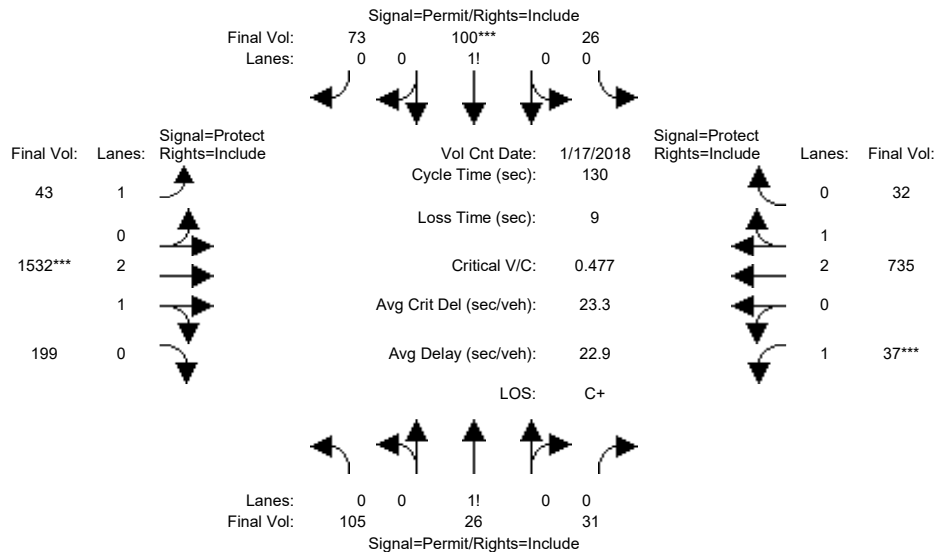 Signal=Permit/Rights=Include
Final Vol: 73 100*** 26
Lanes: 0 0 1! 0 0
Signal=Protect Signal=Protect
Final Vol: Lanes: Rights=Include Vol Cnt Date: 1/17/2018 Rights=Include Lanes: Final Vol:
Cycle Time (sec): 130
43 1 0 32
Loss Time (sec): 9
0 1
1532*** 2 Critical V/C: 0.477 2 735
1 Avg Crit Del (sec/veh): 23.3 0
199 0 Avg Delay (sec/veh): 22.9 1 37***
LOS: C+
Lanes: 0 0 1! 0 0
Final Vol: 105 26 31
Signal=Permit/Rights=Include